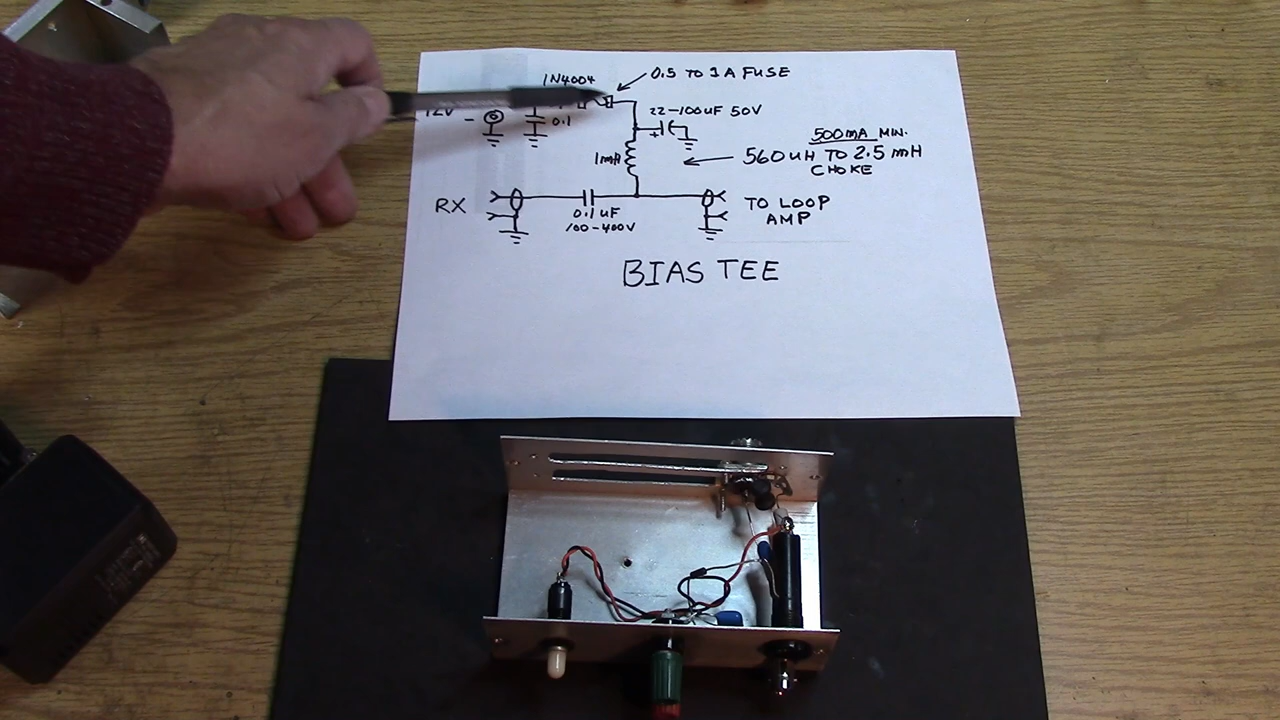 1N4004
0.5 TO 1A FUSE
12V
0.1
22-100UF 50V
1mH
500MA MIN.
560UH TO 2.5 MH
CHOKE
RX
0.1UF
100-400V
TO LOOP
AMP
BIAS TEE